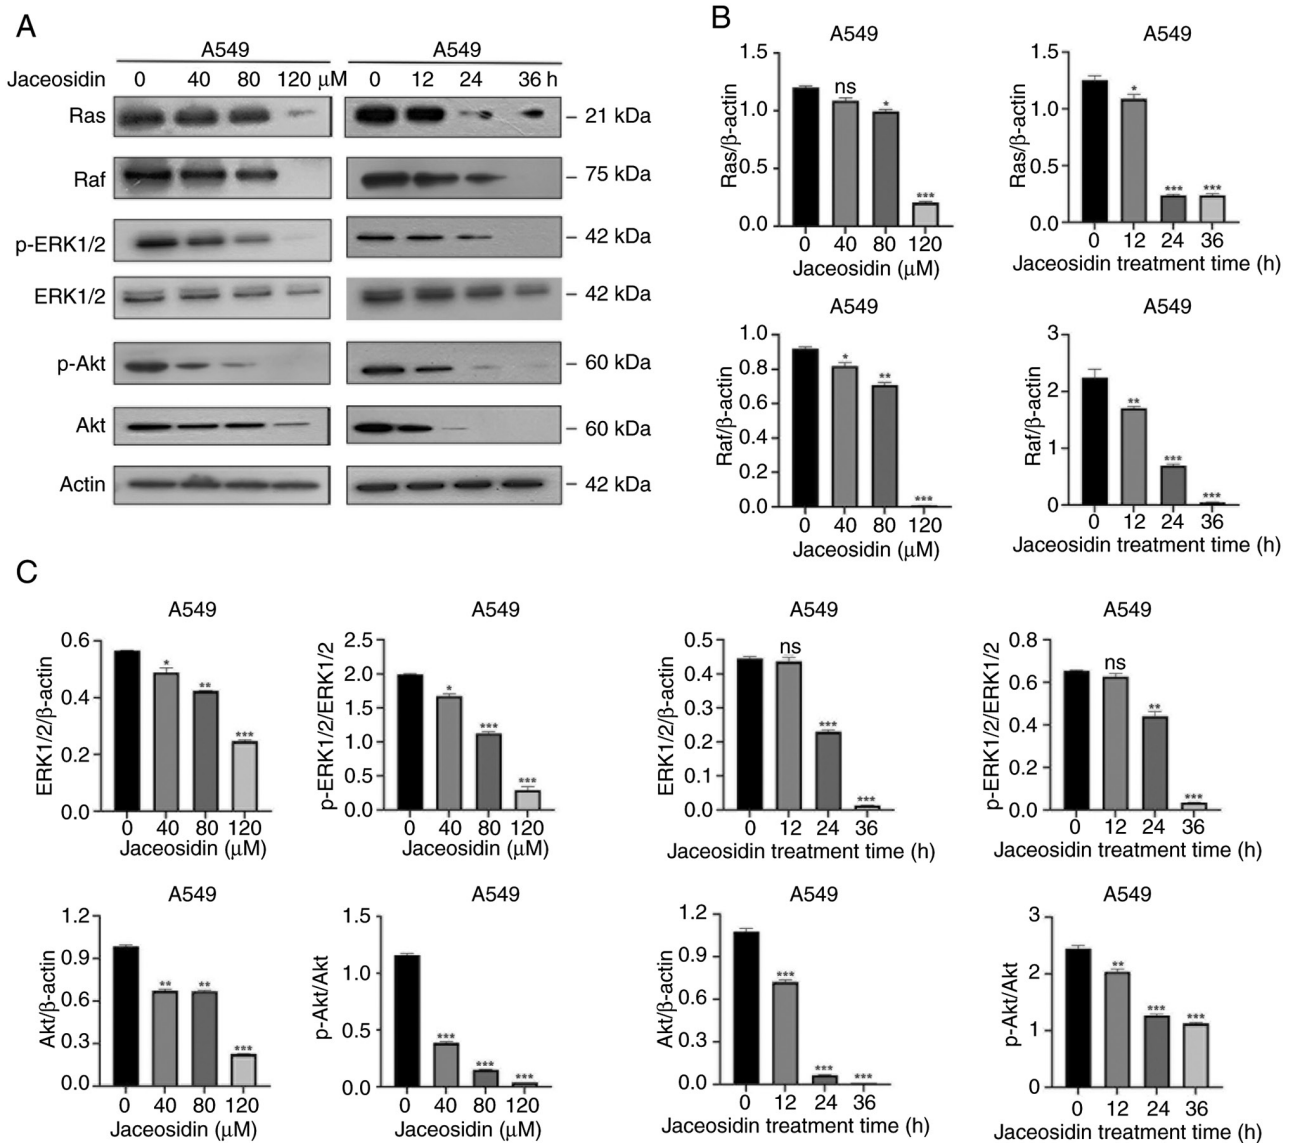 A
A549
A549
Jaceosidin 0 40 80 120 μM 0 12 24 36 h
Ras – 21 kDa
Raf – 75 kDa
p-ERK1/2 – 42 kDa
ERK1/2 – 42 kDa
p-Akt – 60 kDa
Akt – 60 kDa
Actin – 42 kDa
B
A549
Ras/β-actin
1.5
1.0
0.5
0.0
ns
*
***
0 40 80 120
Jaceosidin (μM)
A549
Ras/β-actin
1.5
1.0
0.5
0.0
*
***
***
0 12 24 36
Jaceosidin treatment time (h)
A549
Raf/β-actin
1.0
0.8
0.6
0.4
0.2
0.0
*
**
***
0 40 80 120
Jaceosidin (μM)
A549
Raf/β-actin
3
2
1
0
**
***
***
0 12 24 36
Jaceosidin treatment time (h)
C
A549
ERK1/2/β-actin
0.6
0.4
0.2
0.0
*
**
***
0 40 80 120
Jaceosidin (μM)
A549
p-ERK1/2/ERK1/2
2.5
2.0
1.5
1.0
0.5
0.0
*
***
***
0 40 80 120
Jaceosidin (μM)
A549
ERK1/2/β-actin
0.5
0.4
0.3
0.2
0.1
0.0
ns
***
***
0 12 24 36
Jaceosidin treatment time (h)
A549
p-ERK1/2/ERK1/2
0.8
0.6
0.4
0.2
0.0
ns
**
***
0 12 24 36
Jaceosidin treatment time (h)
A549
Akt/β-actin
1.2
0.9
0.6
0.3
0.0
**
**
***
0 40 80 120
Jaceosidin (μM)
A549
p-Akt/Akt
1.5
1.0
0.5
0.0
***
***
***
0 40 80 120
Jaceosidin (μM)
A549
Akt/β-actin
1.2
0.9
0.6
0.3
0.0
***
***
***
0 12 24 36
Jaceosidin treatment time (h)
A549
p-Akt/Akt
3
2
1
0
**
***
***
0 12 24 36
Jaceosidin treatment time (h)